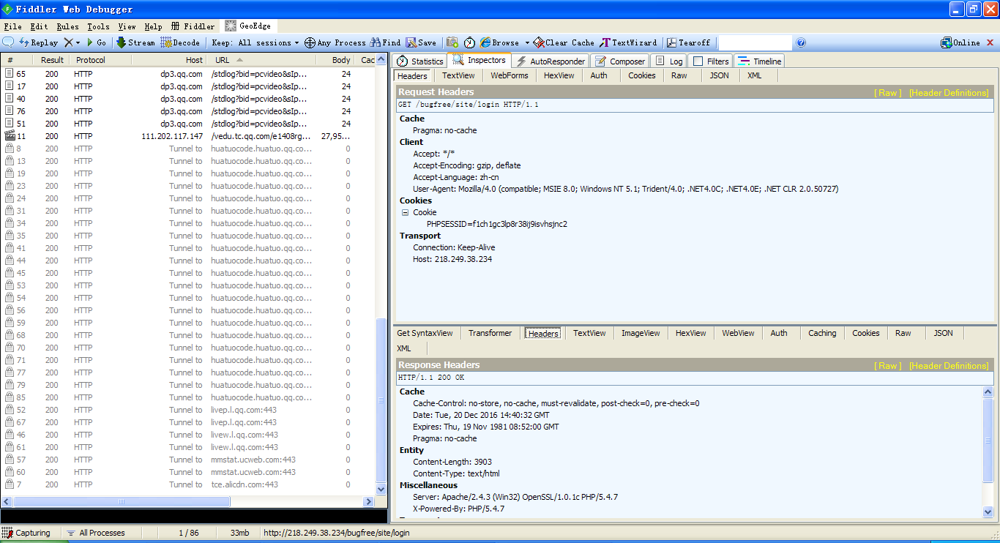 Fiddler Web Debugger
File Edit Rules Tools View Help Fiddler GeoEdge
Replay Go Stream Decode Keep: All sessions Any Process Find Save Browse Clear Cache TextWizard Tearoff Online
# Result Protocol Host URL Body Cac
65 200 HTTP dp3.qq.com /stdlog?bid=pcvideo&sIp... 24
17 200 HTTP dp3.qq.com /stdlog?bid=pcvideo&sIp... 24
40 200 HTTP dp3.qq.com /stdlog?bid=pcvideo&sIp... 24
76 200 HTTP dp3.qq.com /stdlog?bid=pcvideo&sIp... 24
51 200 HTTP dp3.qq.com /stdlog?bid=pcvideo&sIp... 24
11 200 HTTP 111.202.117.147 /vedu.tc.qq.com/e1408rg... 27,95...
8 200 HTTP Tunnel to huatuocode.huatuo.qq.co... 0
13 200 HTTP Tunnel to huatuocode.huatuo.qq.co... 0
19 200 HTTP Tunnel to huatuocode.huatuo.qq.co... 0
23 200 HTTP Tunnel to huatuocode.huatuo.qq.co... 0
24 200 HTTP Tunnel to huatuocode.huatuo.qq.co... 0
31 200 HTTP Tunnel to huatuocode.huatuo.qq.co... 0
34 200 HTTP Tunnel to huatuocode.huatuo.qq.co... 0
35 200 HTTP Tunnel to huatuocode.huatuo.qq.co... 0
41 200 HTTP Tunnel to huatuocode.huatuo.qq.co... 0
44 200 HTTP Tunnel to huatuocode.huatuo.qq.co... 0
45 200 HTTP Tunnel to huatuocode.huatuo.qq.co... 0
53 200 HTTP Tunnel to huatuocode.huatuo.qq.co... 0
54 200 HTTP Tunnel to huatuocode.huatuo.qq.co... 0
56 200 HTTP Tunnel to huatuocode.huatuo.qq.co... 0
59 200 HTTP Tunnel to huatuocode.huatuo.qq.co... 0
68 200 HTTP Tunnel to huatuocode.huatuo.qq.co... 0
70 200 HTTP Tunnel to huatuocode.huatuo.qq.co... 0
71 200 HTTP Tunnel to huatuocode.huatuo.qq.co... 0
77 200 HTTP Tunnel to huatuocode.huatuo.qq.co... 0
79 200 HTTP Tunnel to huatuocode.huatuo.qq.co... 0
85 200 HTTP Tunnel to huatuocode.huatuo.qq.co... 0
52 200 HTTP Tunnel to livep.l.qq.com:443 0
67 200 HTTP Tunnel to livep.l.qq.com:443 0
46 200 HTTP Tunnel to livew.l.qq.com:443 0
61 200 HTTP Tunnel to livew.l.qq.com:443 0
57 200 HTTP Tunnel to mmstat.ucweb.com:443 0
60 200 HTTP Tunnel to mmstat.ucweb.com:443 0
7 200 HTTP Tunnel to tce.alicdn.com:443 0
Statistics Inspectors AutoResponder Composer Log Filters Timeline
Headers TextView WebForms HexView Auth Cookies Raw JSON XML
Request Headers [ Raw ] [Header Definitions]
GET /bugfree/site/login HTTP/1.1
Cache
Pragma: no-cache
Client
Accept: */*
Accept-Encoding: gzip, deflate
Accept-Language: zh-cn
User-Agent: Mozilla/4.0 (compatible; MSIE 8.0; Windows NT 5.1; Trident/4.0; .NET4.0C; .NET4.0E; .NET CLR 2.0.50727)
Cookies
Cookie
PHPSESSID=f1ch1gc3lp8r38ij9isvhsjnc2
Transport
Connection: Keep-Alive
Host: 218.249.38.234
Get SyntaxView Transformer Headers TextView ImageView HexView WebView Auth Caching Cookies Raw JSON
XML
Response Headers [ Raw ] [Header Definitions]
HTTP/1.1 200 OK
Cache
Cache-Control: no-store, no-cache, must-revalidate, post-check=0, pre-check=0
Date: Tue, 20 Dec 2016 14:40:32 GMT
Expires: Thu, 19 Nov 1981 08:52:00 GMT
Pragma: no-cache
Entity
Content-Length: 3903
Content-Type: text/html
Miscellaneous
Server: Apache/2.4.3 (Win32) OpenSSL/1.0.1c PHP/5.4.7
X-Powered-By: PHP/5.4.7
Capturing All Processes 1 / 86 33mb http://218.249.38.234/bugfree/site/login